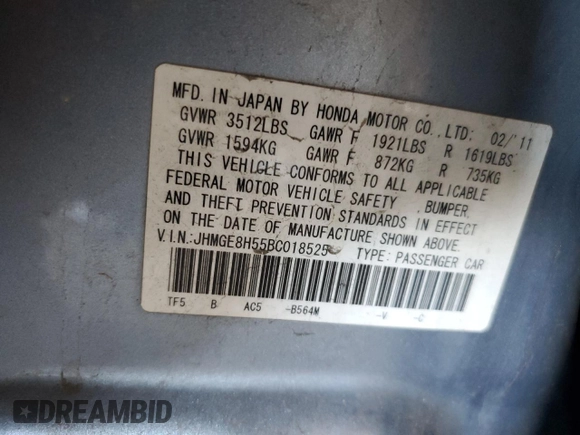 MFD. IN JAPAN BY HONDA MOTOR CO., LTD: 02/'11
GVWR 3512LBS GAWR F 1921LBS R 1619LBS
GVWR 1594KG GAWR F 872KG R 735KG
THIS VEHICLE CONFORMS TO ALL APPLICABLE
FEDERAL MOTOR VEHICLE SAFETY , BUMPER,
AND THEFT PREVENTION STANDARDS IN EFFECT
ON THE DATE OF MANUFACTURE SHOWN ABOVE.
V.I.N.: JHMGE8H55BC018525 TYPE: PASSENGER CAR
TF5 B AC5 -B564M -V -C
DREAMBID